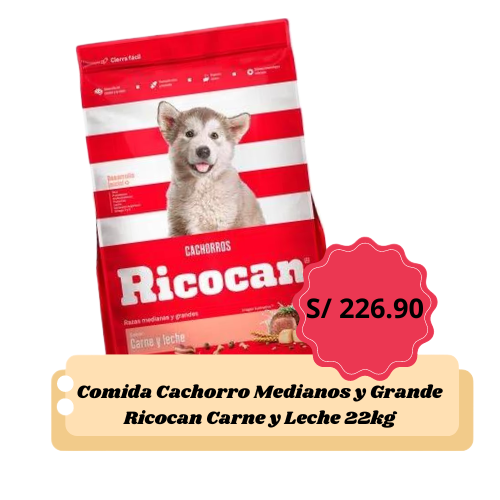 Cierra fácil
CACHORROS
Ricocan
Razas medianas y grandes
Carne y leche
S/ 226.90
Comida Cachorro Medianos y Grande
Ricocan Carne y Leche 22kg